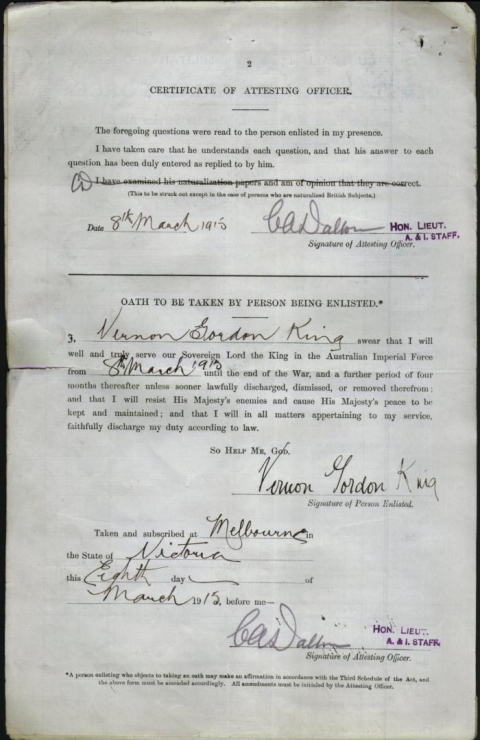 2
CERTIFICATE OF ATTESTING OFFICER.
The foregoing questions were read to the person enlisted in my presence.
I have taken care that he understands each question, and that his answer to each
question has been duly entered as replied to by him.
I have examined his naturalization papers and am of opinion that they are correct.
(This to be struck out except in the case of persons who are naturalized British Subjects.)
Date 8th March 1915 CAS Dalton HON. LIEUT.
A. & I. STAFF.
Signature of Attesting Officer.
OATH TO BE TAKEN BY PERSON BEING ENLISTED.*
I, Vernon Gordon King swear that I will
well and truly serve our Sovereign Lord the King in the Australian Imperial Force
from 8th March 1915 until the end of the War, and a further period of four
months thereafter unless sooner lawfully discharged, dismissed, or removed therefrom;
and that I will resist His Majesty's enemies and cause His Majesty's peace to be
kept and maintained; and that I will in all matters appertaining to my service,
faithfully discharge my duty according to law.
SO HELP ME, GOD.
Vernon Gordon King
Signature of Person Enlisted.
Taken and subscribed at Melbourne in
the State of Victoria
this Eighth day of
March 1915, before me—
CAS Dalton HON. LIEUT.
A. & I. STAFF.
Signature of Attesting Officer.
*A person enlisting who objects to taking an oath may make an affirmation in accordance with the Third Schedule of the Act, and
the above form must be amended accordingly. All amendments must be initialed by the Attesting Officer.